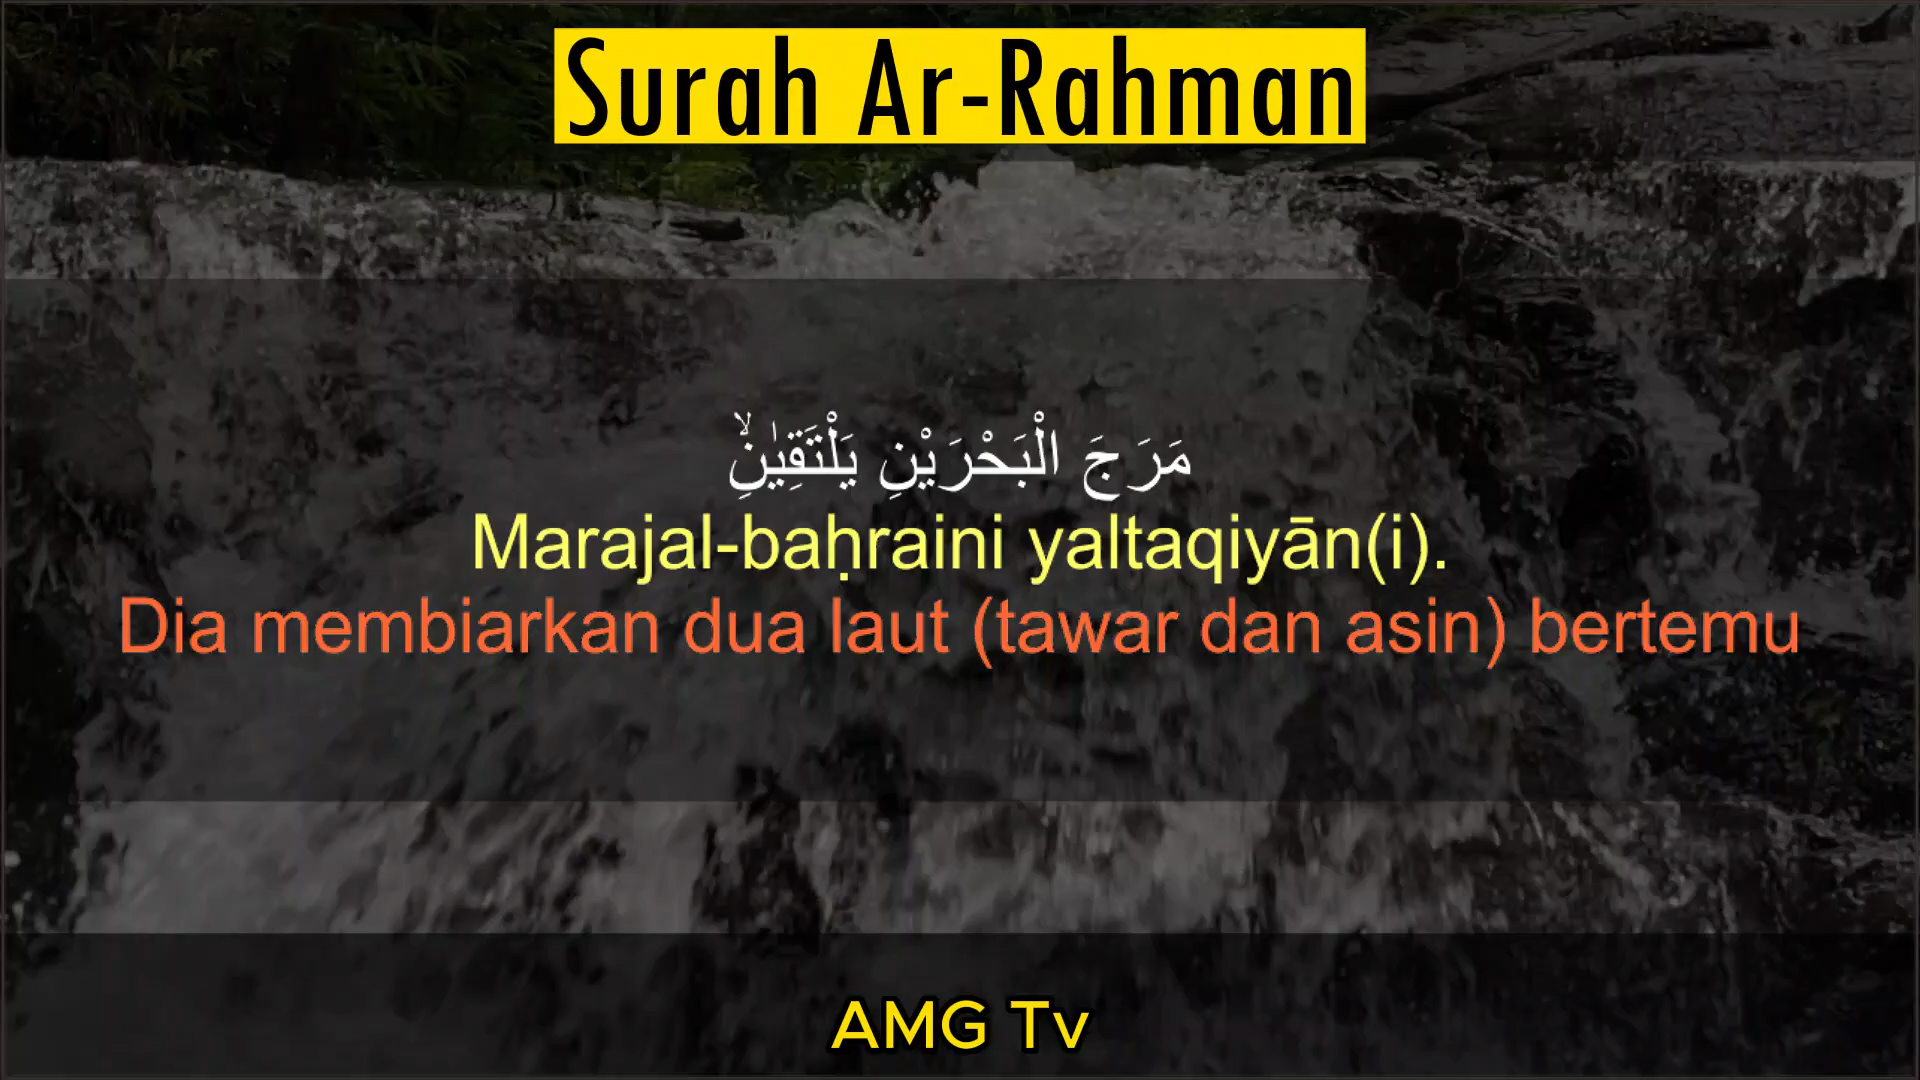 Surah Ar-Rahman
مَرَجَ الْبَحْرَيْنِ يَلْتَقِيٰنِۙ
Marajal-baḥraini yaltaqiyān(i).
Dia membiarkan dua laut (tawar dan asin) bertemu
AMG Tv